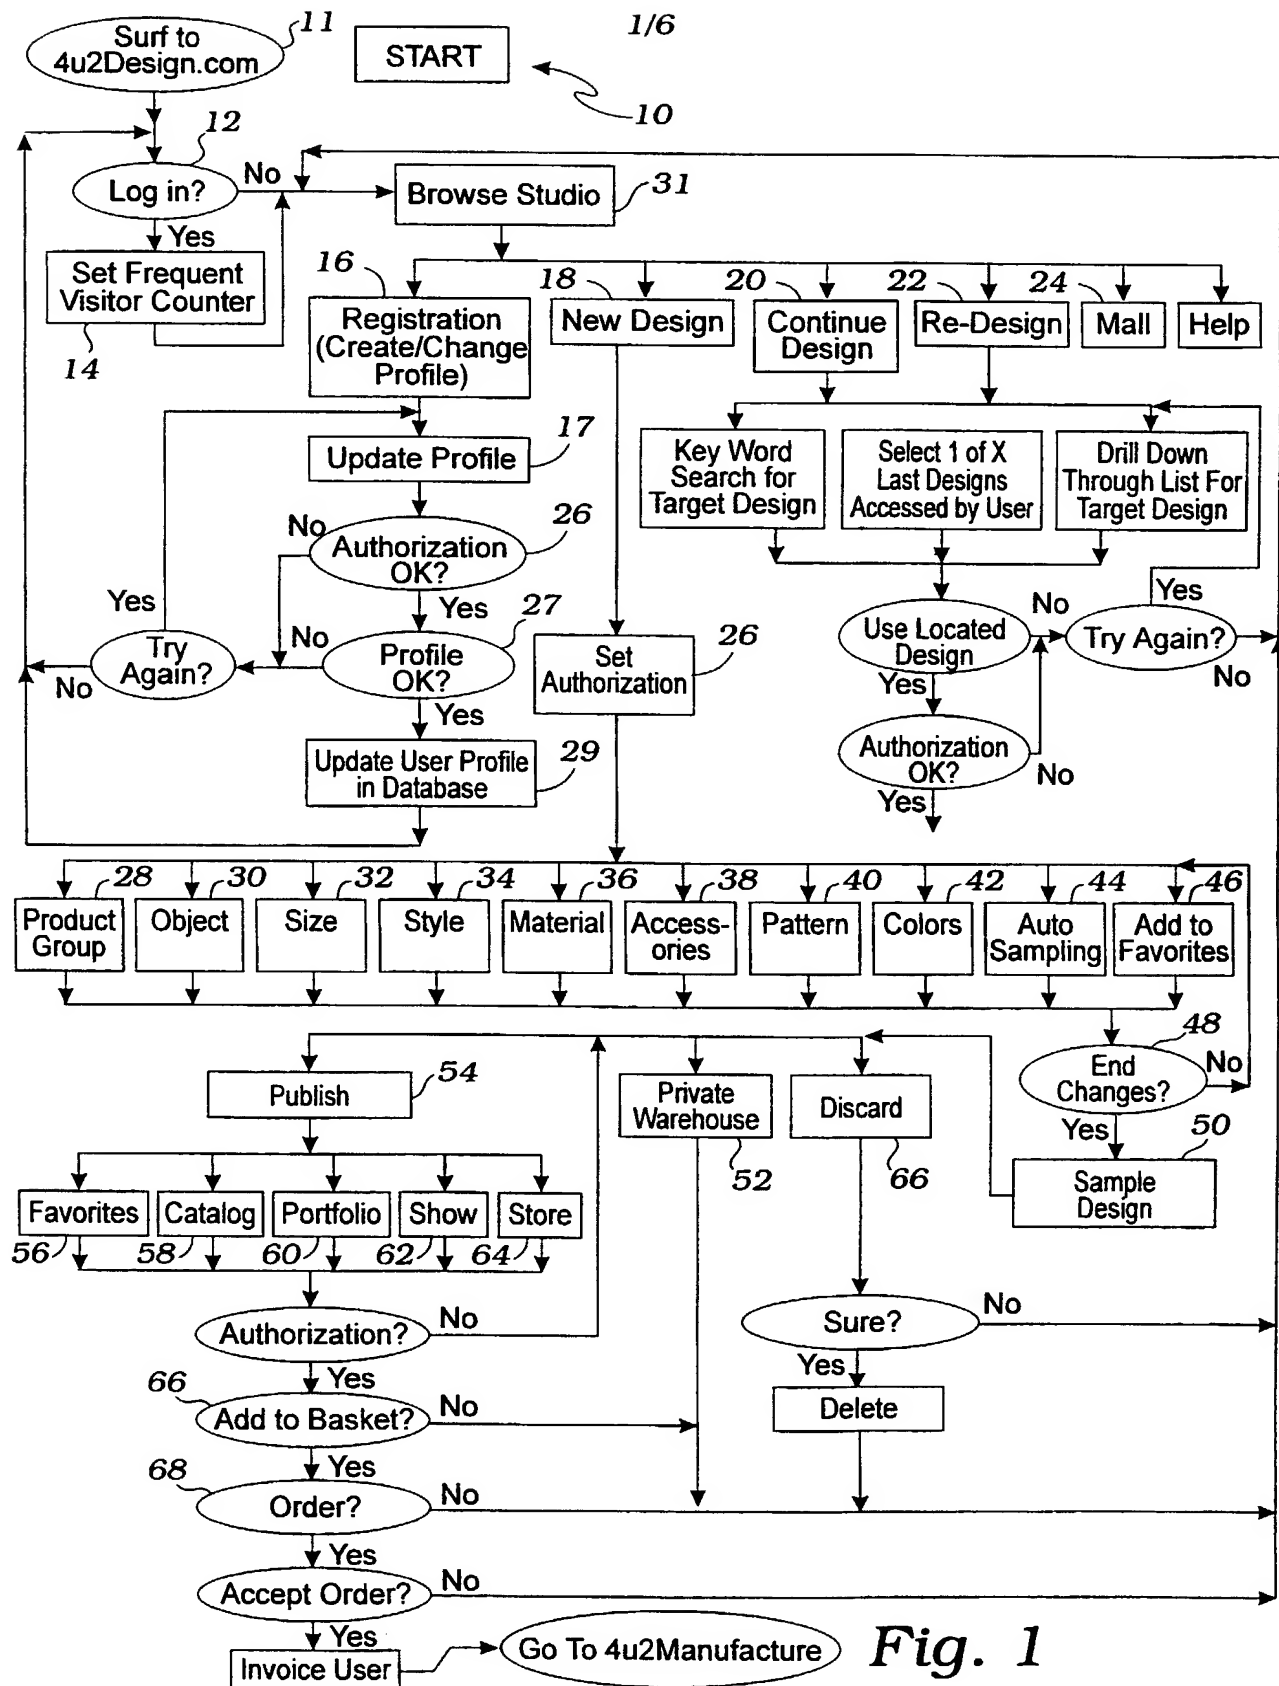 11
1/6
Surf to
4u2Design.com
START
10
12
Log in?
No
Browse Studio
31
Yes
Set Frequent
Visitor Counter
14
16
18
20
22
24
Registration
(Create/Change
Profile)
New Design
Continue
Design
Re-Design
Mall
Help
17
Update Profile
Key Word
Search for
Target Design
Select 1 of X
Last Designs
Accessed by User
Drill Down
Through List For
Target Design
No
Authorization
OK?
26
Yes
Yes
27
No
Profile
OK?
Try
Again?
No
Yes
Set
Authorization
26
Use Located
Design
No
Yes
Try Again?
No
Yes
Authorization
OK?
No
Yes
Update User Profile
in Database
29
28
30
32
34
36
38
40
42
44
46
Product
Group
Object
Size
Style
Material
Access-
ories
Pattern
Colors
Auto
Sampling
Add to
Favorites
48
End
Changes?
No
Yes
50
Sample
Design
Publish
54
Private
Warehouse
52
Discard
66
Favorites
Catalog
Portfolio
Show
Store
56
58
60
62
64
Authorization?
No
Sure?
No
Yes
Yes
Delete
66
Add to Basket?
No
Yes
68
Order?
No
Yes
Accept Order?
No
Yes
Invoice User
Go To 4u2Manufacture
Fig. 1